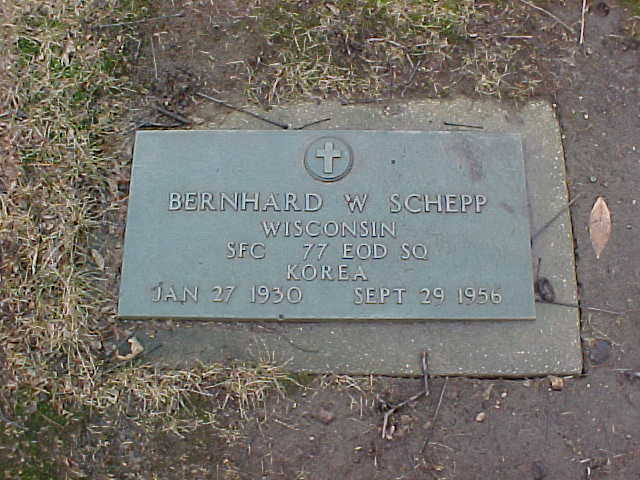 BERNHARD W SCHEPP
WISCONSIN
SFC 77 EOD SQ
KOREA
JAN 27 1930 SEPT 29 1956